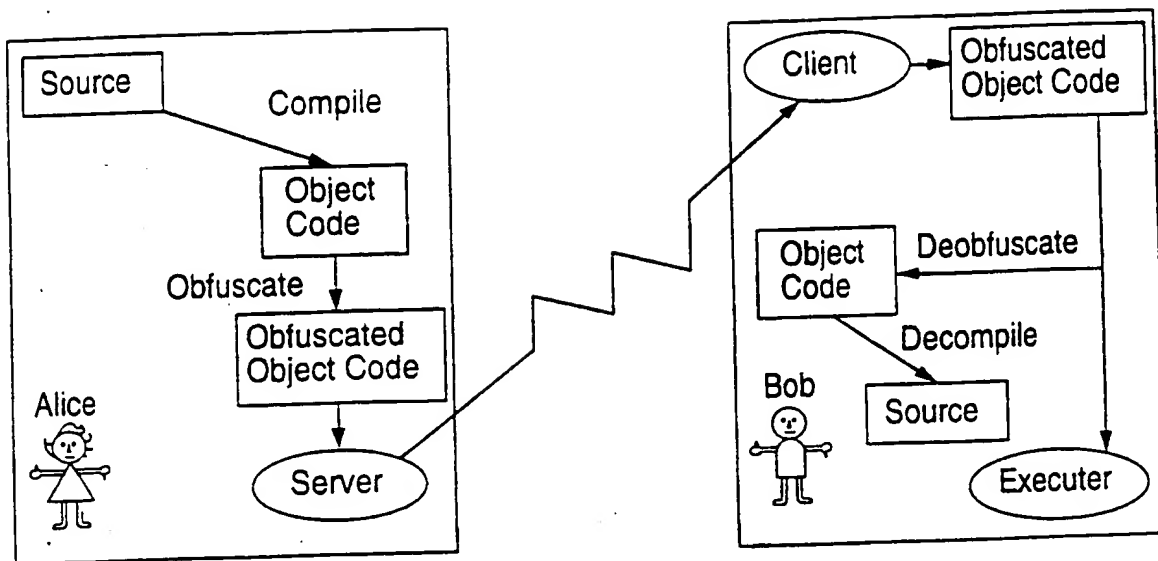 Source
Compile
Object
Code
Obfuscate
Obfuscated
Object Code
Alice
Server
Client
Obfuscated
Object Code
Object
Code
Deobfuscate
Decompile
Bob
Source
Executer